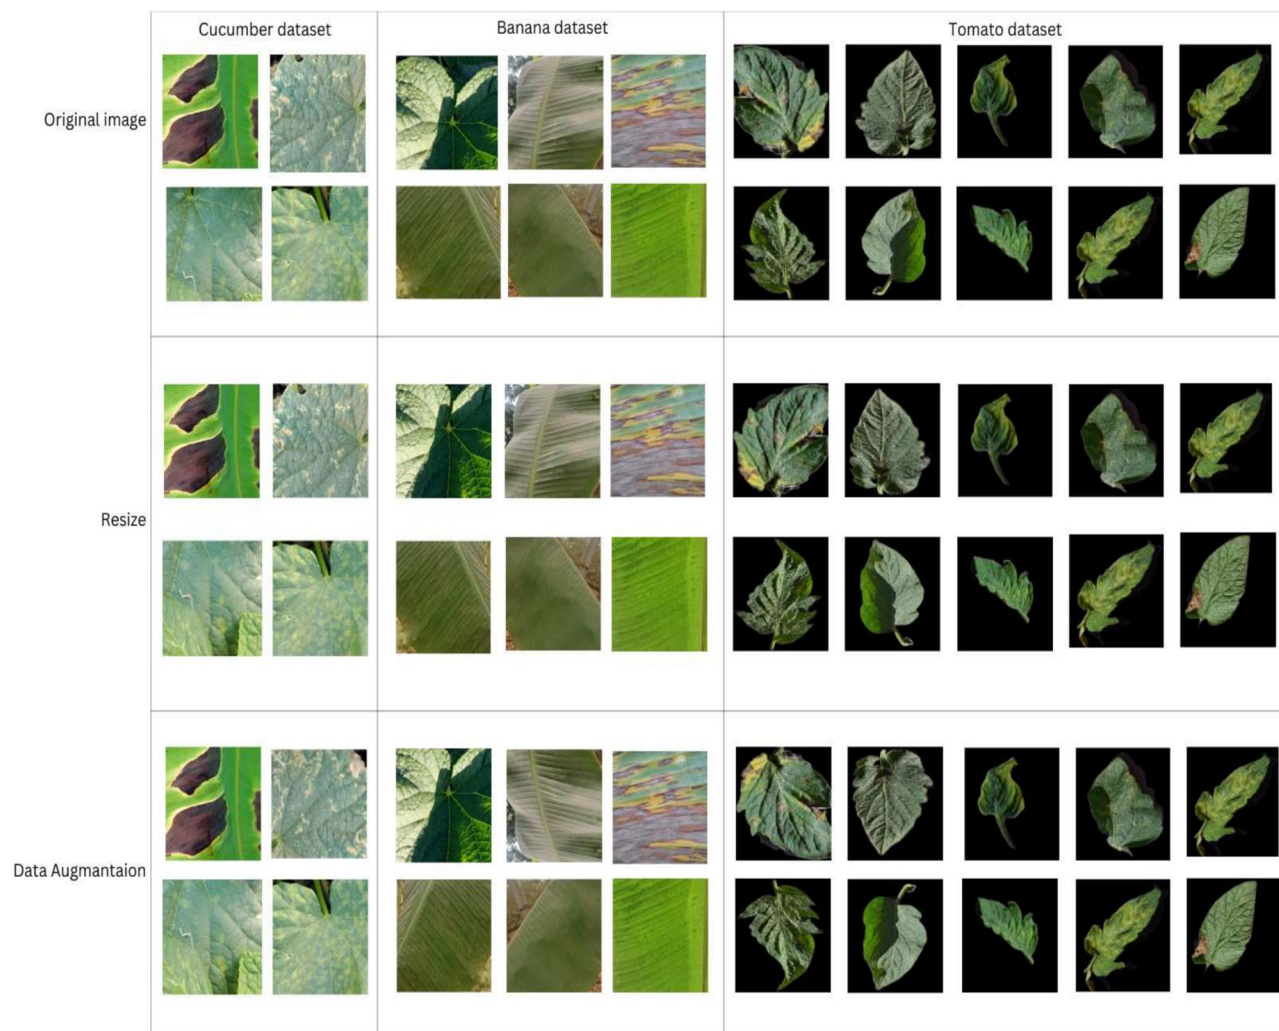 Cucumber dataset
Banana dataset
Tomato dataset
Original image
Resize
Data Augmantaion